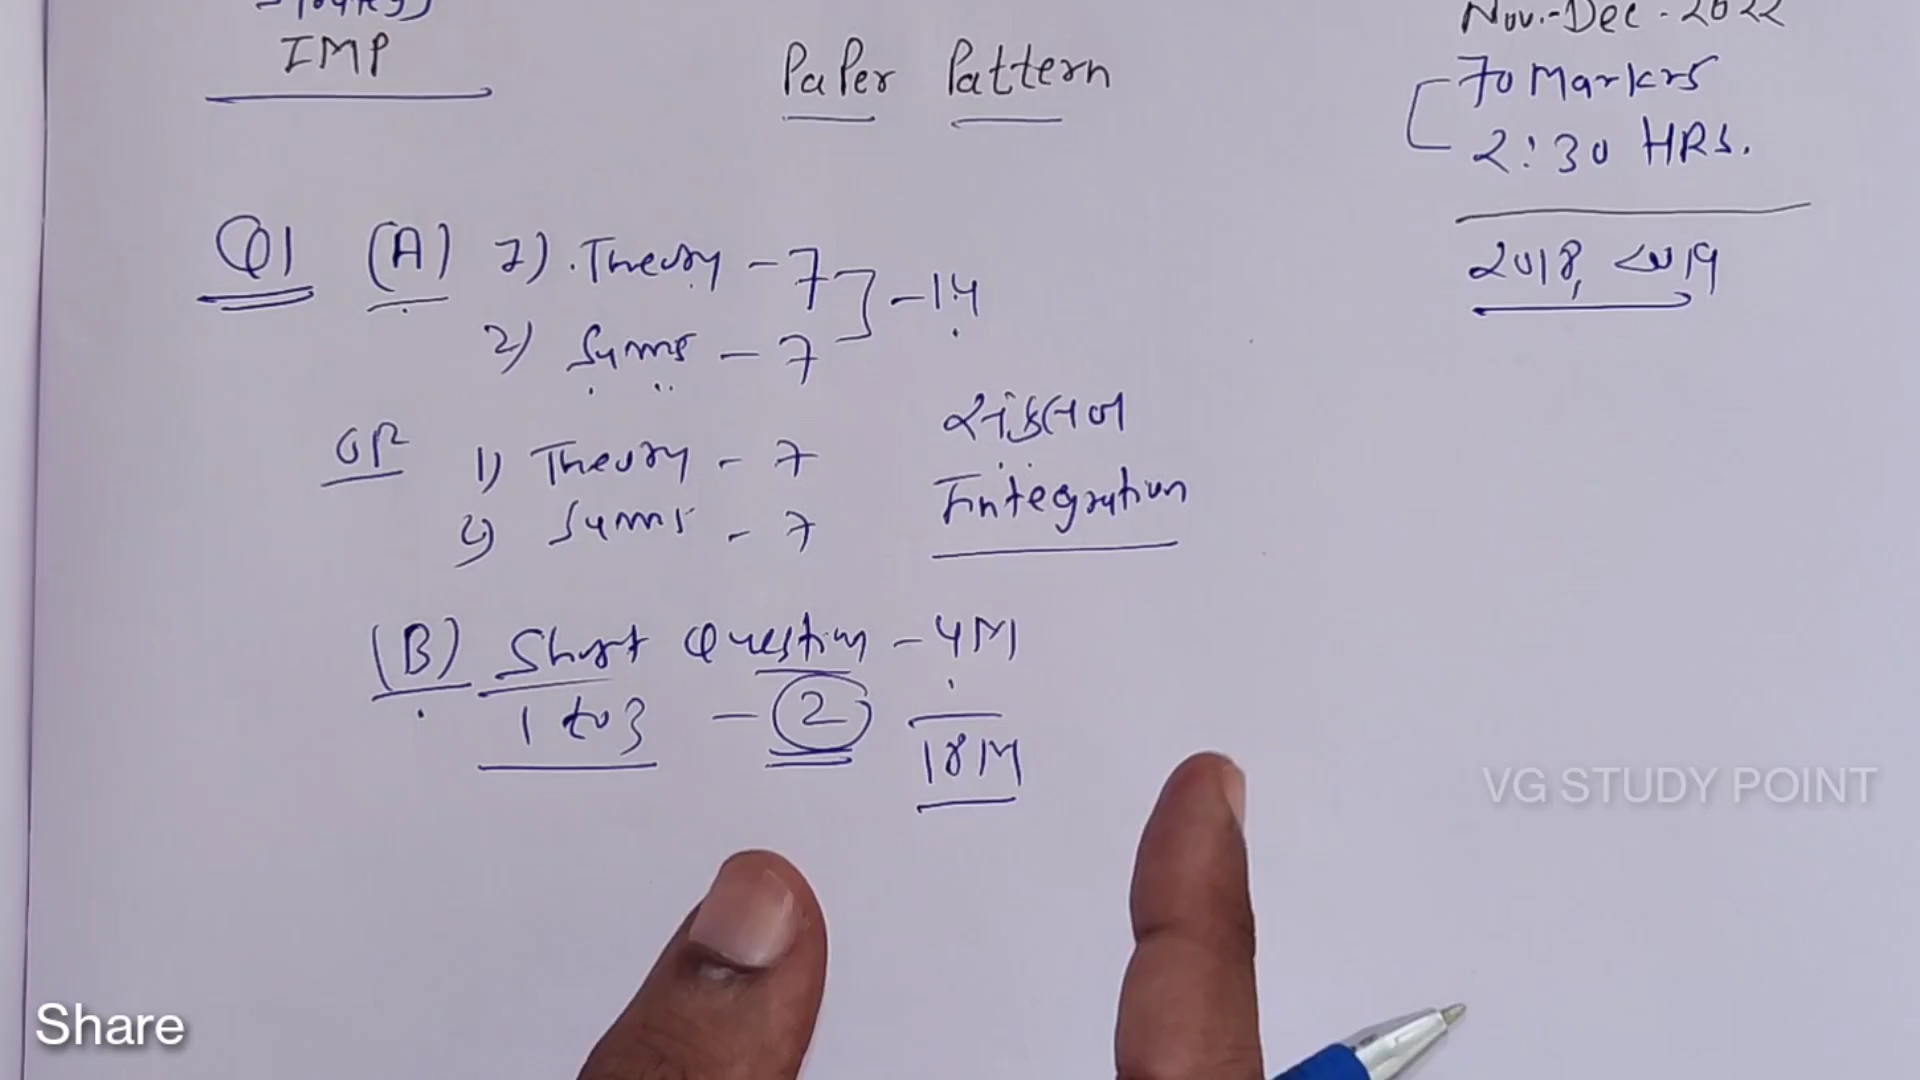 IMP
Nov.-Dec.-2022
Paper Pattern
70 Markrs
2:30 HRS.
2018, 2019
Q1 (A) 1). Theory - 7
2) Sums - 7
-14
OR 1) Theory - 7
2) Sums - 7
સંકલન
Integration
(B) Short Question - 4M
1 to 3 - 2
18M
VG STUDY POINT
Share